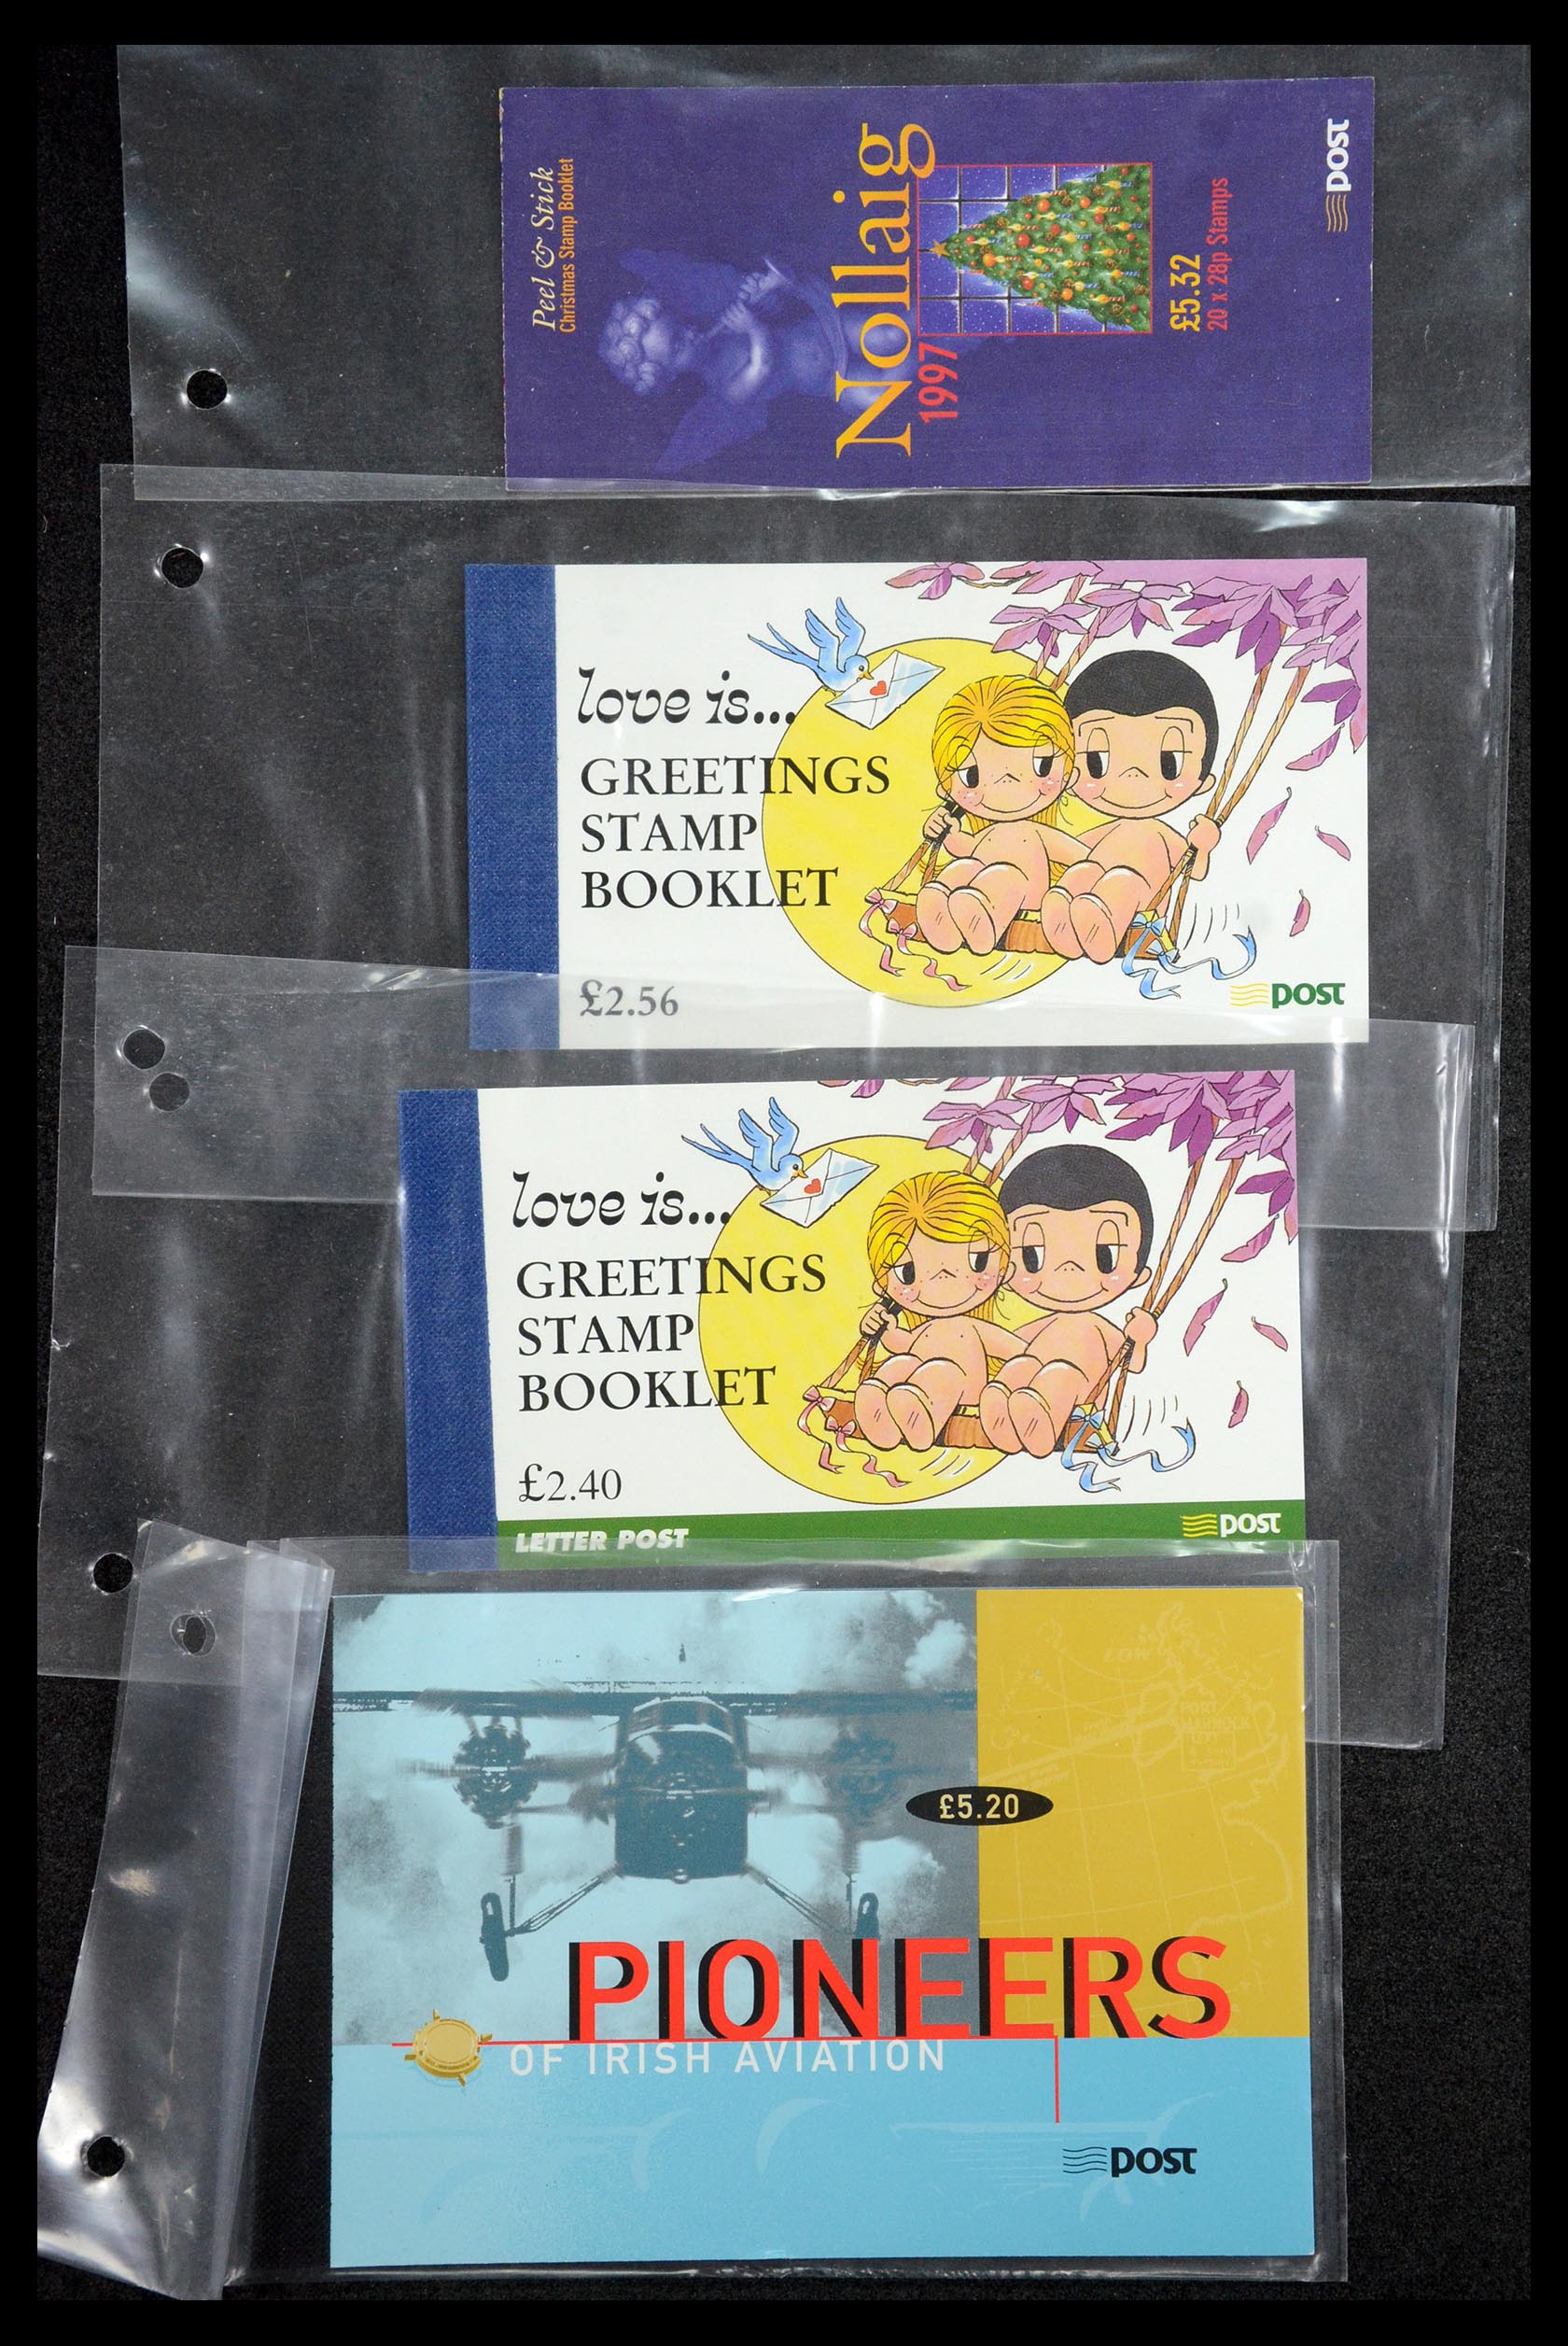 Peel & Stick
Christmas Stamp Booklet
Nollaig
1997
£5.32
20 x 28p Stamps
post
love is...
GREETINGS
STAMP
BOOKLET
£2.56
post
love is...
GREETINGS
STAMP
BOOKLET
£2.40
LETTER POST
post
£5.20
PIONEERS
OF IRISH AVIATION
post